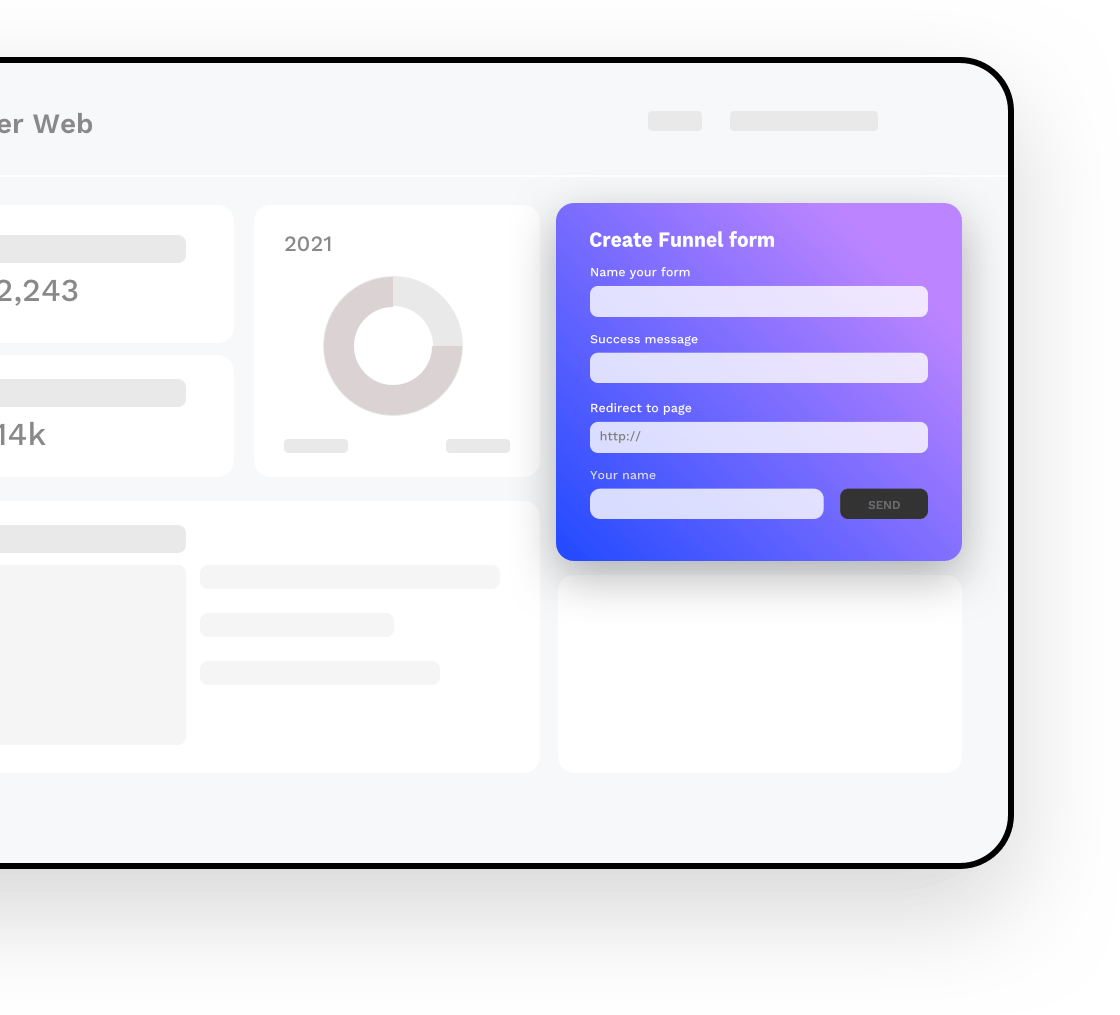 er Web
2,243
14k
2021
Create Funnel form
Name your form
Success message
Redirect to page
http://
Your name
SEND